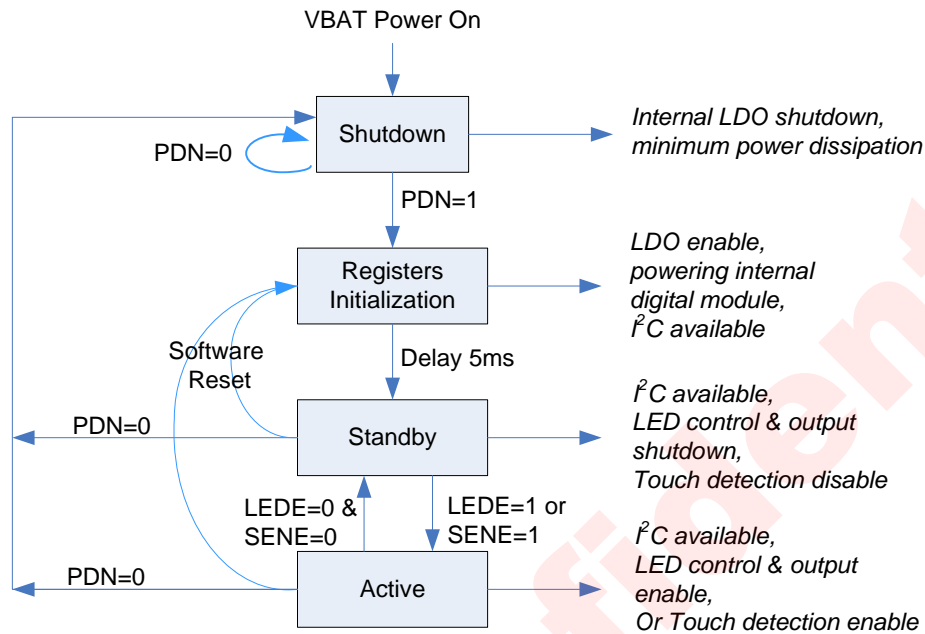 VBAT Power On
Shutdown
PDN=0
Internal LDO shutdown,
minimum power dissipation
PDN=1
Registers
Initialization
LDO enable,
powering internal
digital module,
I²C available
Software
Reset
Delay 5ms
PDN=0
Standby
I²C available,
LED control & output
shutdown,
Touch detection disable
LEDE=0 &
SENE=0
LEDE=1 or
SENE=1
PDN=0
Active
I²C available,
LED control & output
enable,
Or Touch detection enable
fident